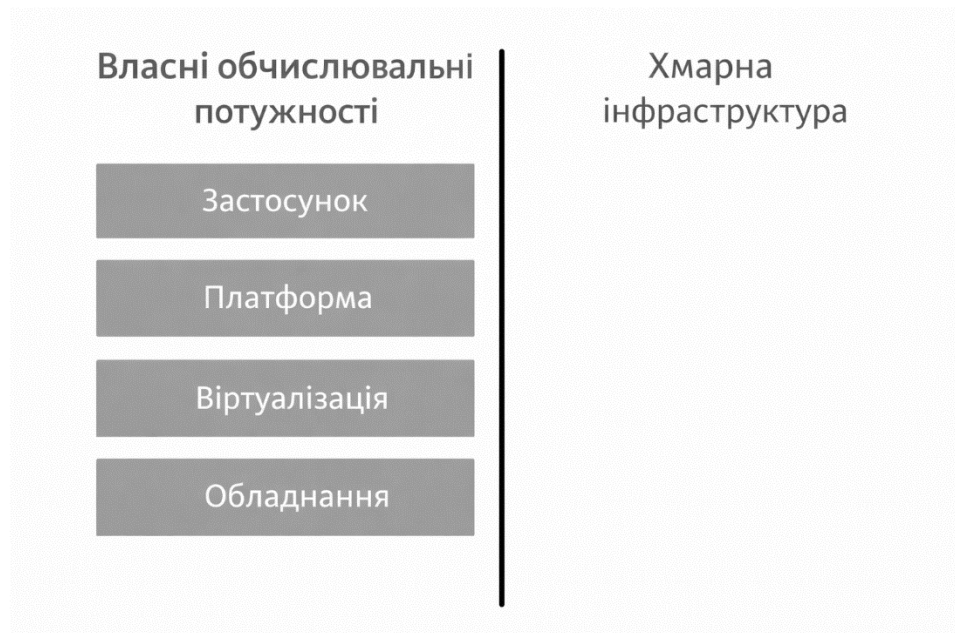 Власні обчислювальні
потужності
Застосунок
Платформа
Віртуалізація
Обладнання
Хмарна
інфраструктура